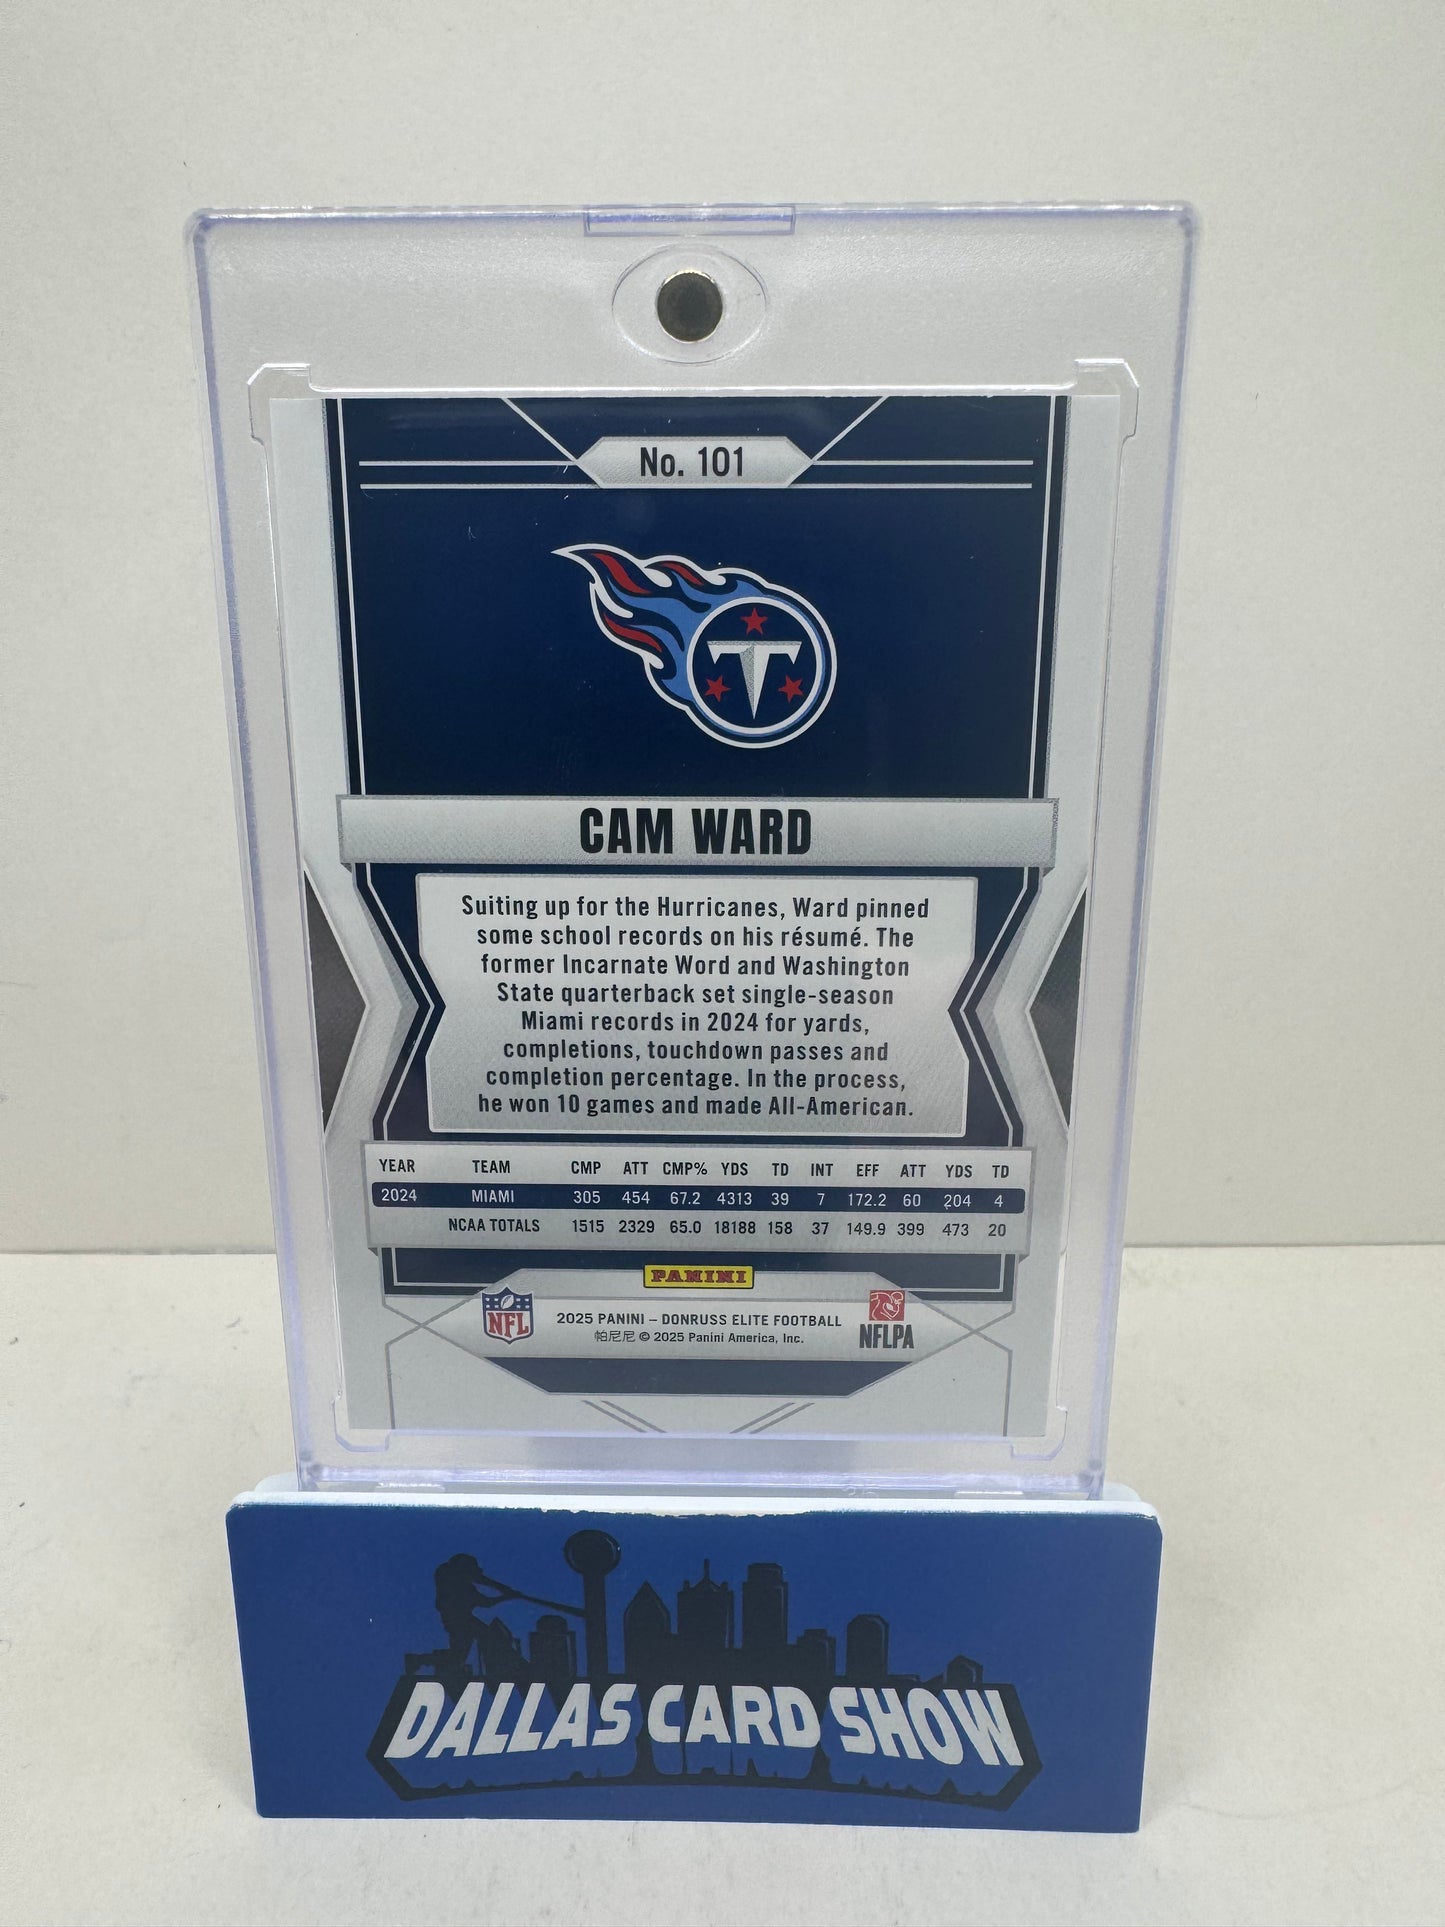 No. 101
T
CAM WARD
Suiting up for the Hurricanes, Ward pinned
some school records on his résumé. The
former Incarnate Word and Washington
State quarterback set single-season
Miami records in 2024 for yards,
completions, touchdown passes and
completion percentage. In the process,
he won 10 games and made All-American.
YEAR TEAM CMP ATT CMP% YDS TD INT EFF ATT YDS TD
2024 MIAMI 305 454 67.2 4313 39 7 172.2 60 204 4
NCAA TOTALS 1515 2329 65.0 18188 158 37 149.9 399 473 20
PANINI
NFL
2025 PANINI – DONRUSS ELITE FOOTBALL
帕尼尼 © 2025 Panini America, Inc.
NFLPA
DALLAS CARD SHOW